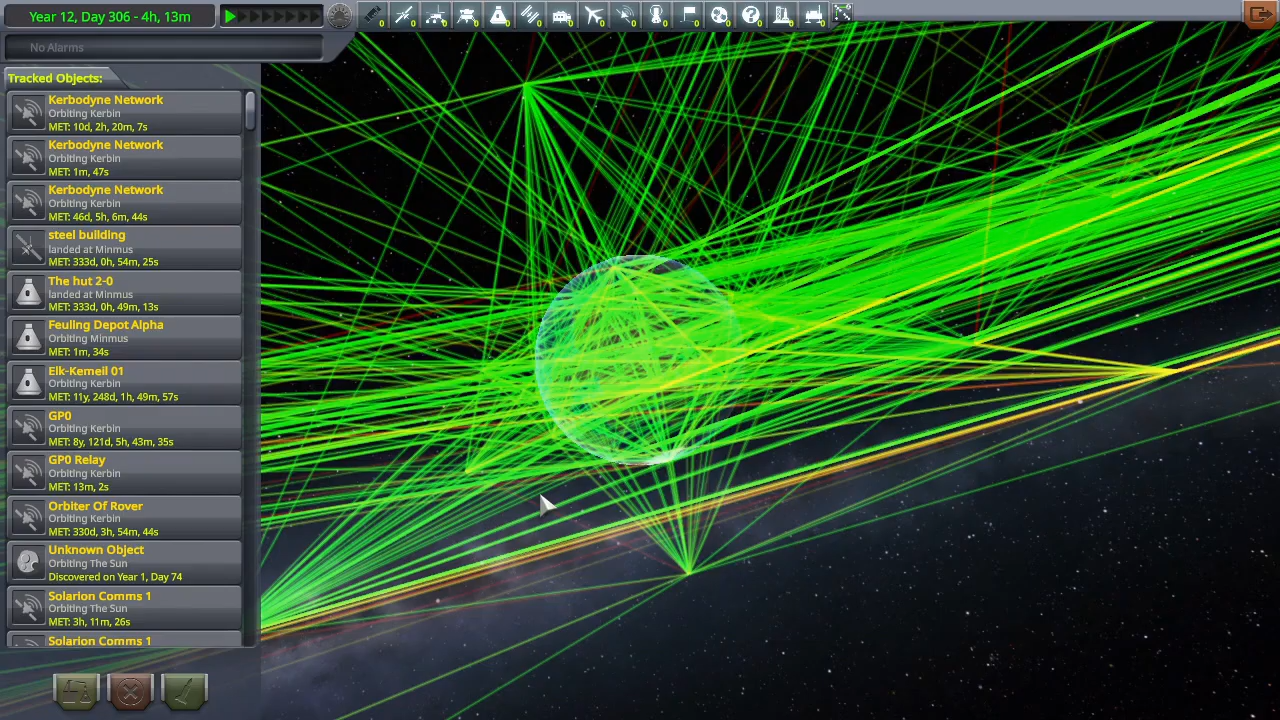 Year 12, Day 306 - 4h, 13m
No Alarms
Tracked Objects:
Kerbodyne Network
Orbiting Kerbin
MET: 10d, 2h, 20m, 7s
Kerbodyne Network
Orbiting Kerbin
MET: 1m, 47s
Kerbodyne Network
Orbiting Kerbin
MET: 46d, 5h, 6m, 44s
steel building
landed at Minmus
MET: 333d, 0h, 54m, 25s
The hut 2-0
landed at Minmus
MET: 333d, 0h, 49m, 13s
Feuling Depot Alpha
Orbiting Minmus
MET: 1m, 34s
Elk-Kemeil 01
Orbiting Kerbin
MET: 11y, 248d, 1h, 49m, 57s
GP0
Orbiting Kerbin
MET: 8y, 121d, 5h, 43m, 35s
GP0 Relay
Orbiting Kerbin
MET: 13m, 2s
Orbiter Of Rover
Orbiting Kerbin
MET: 330d, 3h, 54m, 44s
Unknown Object
Orbiting The Sun
Discovered on Year 1, Day 74
Solarion Comms 1
Orbiting The Sun
MET: 3h, 11m, 26s
Solarion Comms 1